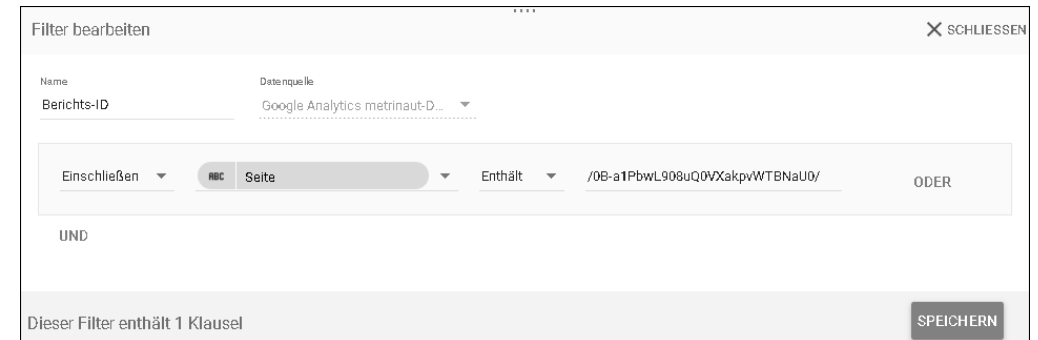 Filter bearbeiten SCHLIESSEN
Name Datenquelle
Berichts-ID Google Analytics metrinaut-D...
Einschließen ABC Seite Enthält /0B-a1PbwL908uQ0VXakpvWTBNaU0/ ODER
UND
Dieser Filter enthält 1 Klausel SPEICHERN